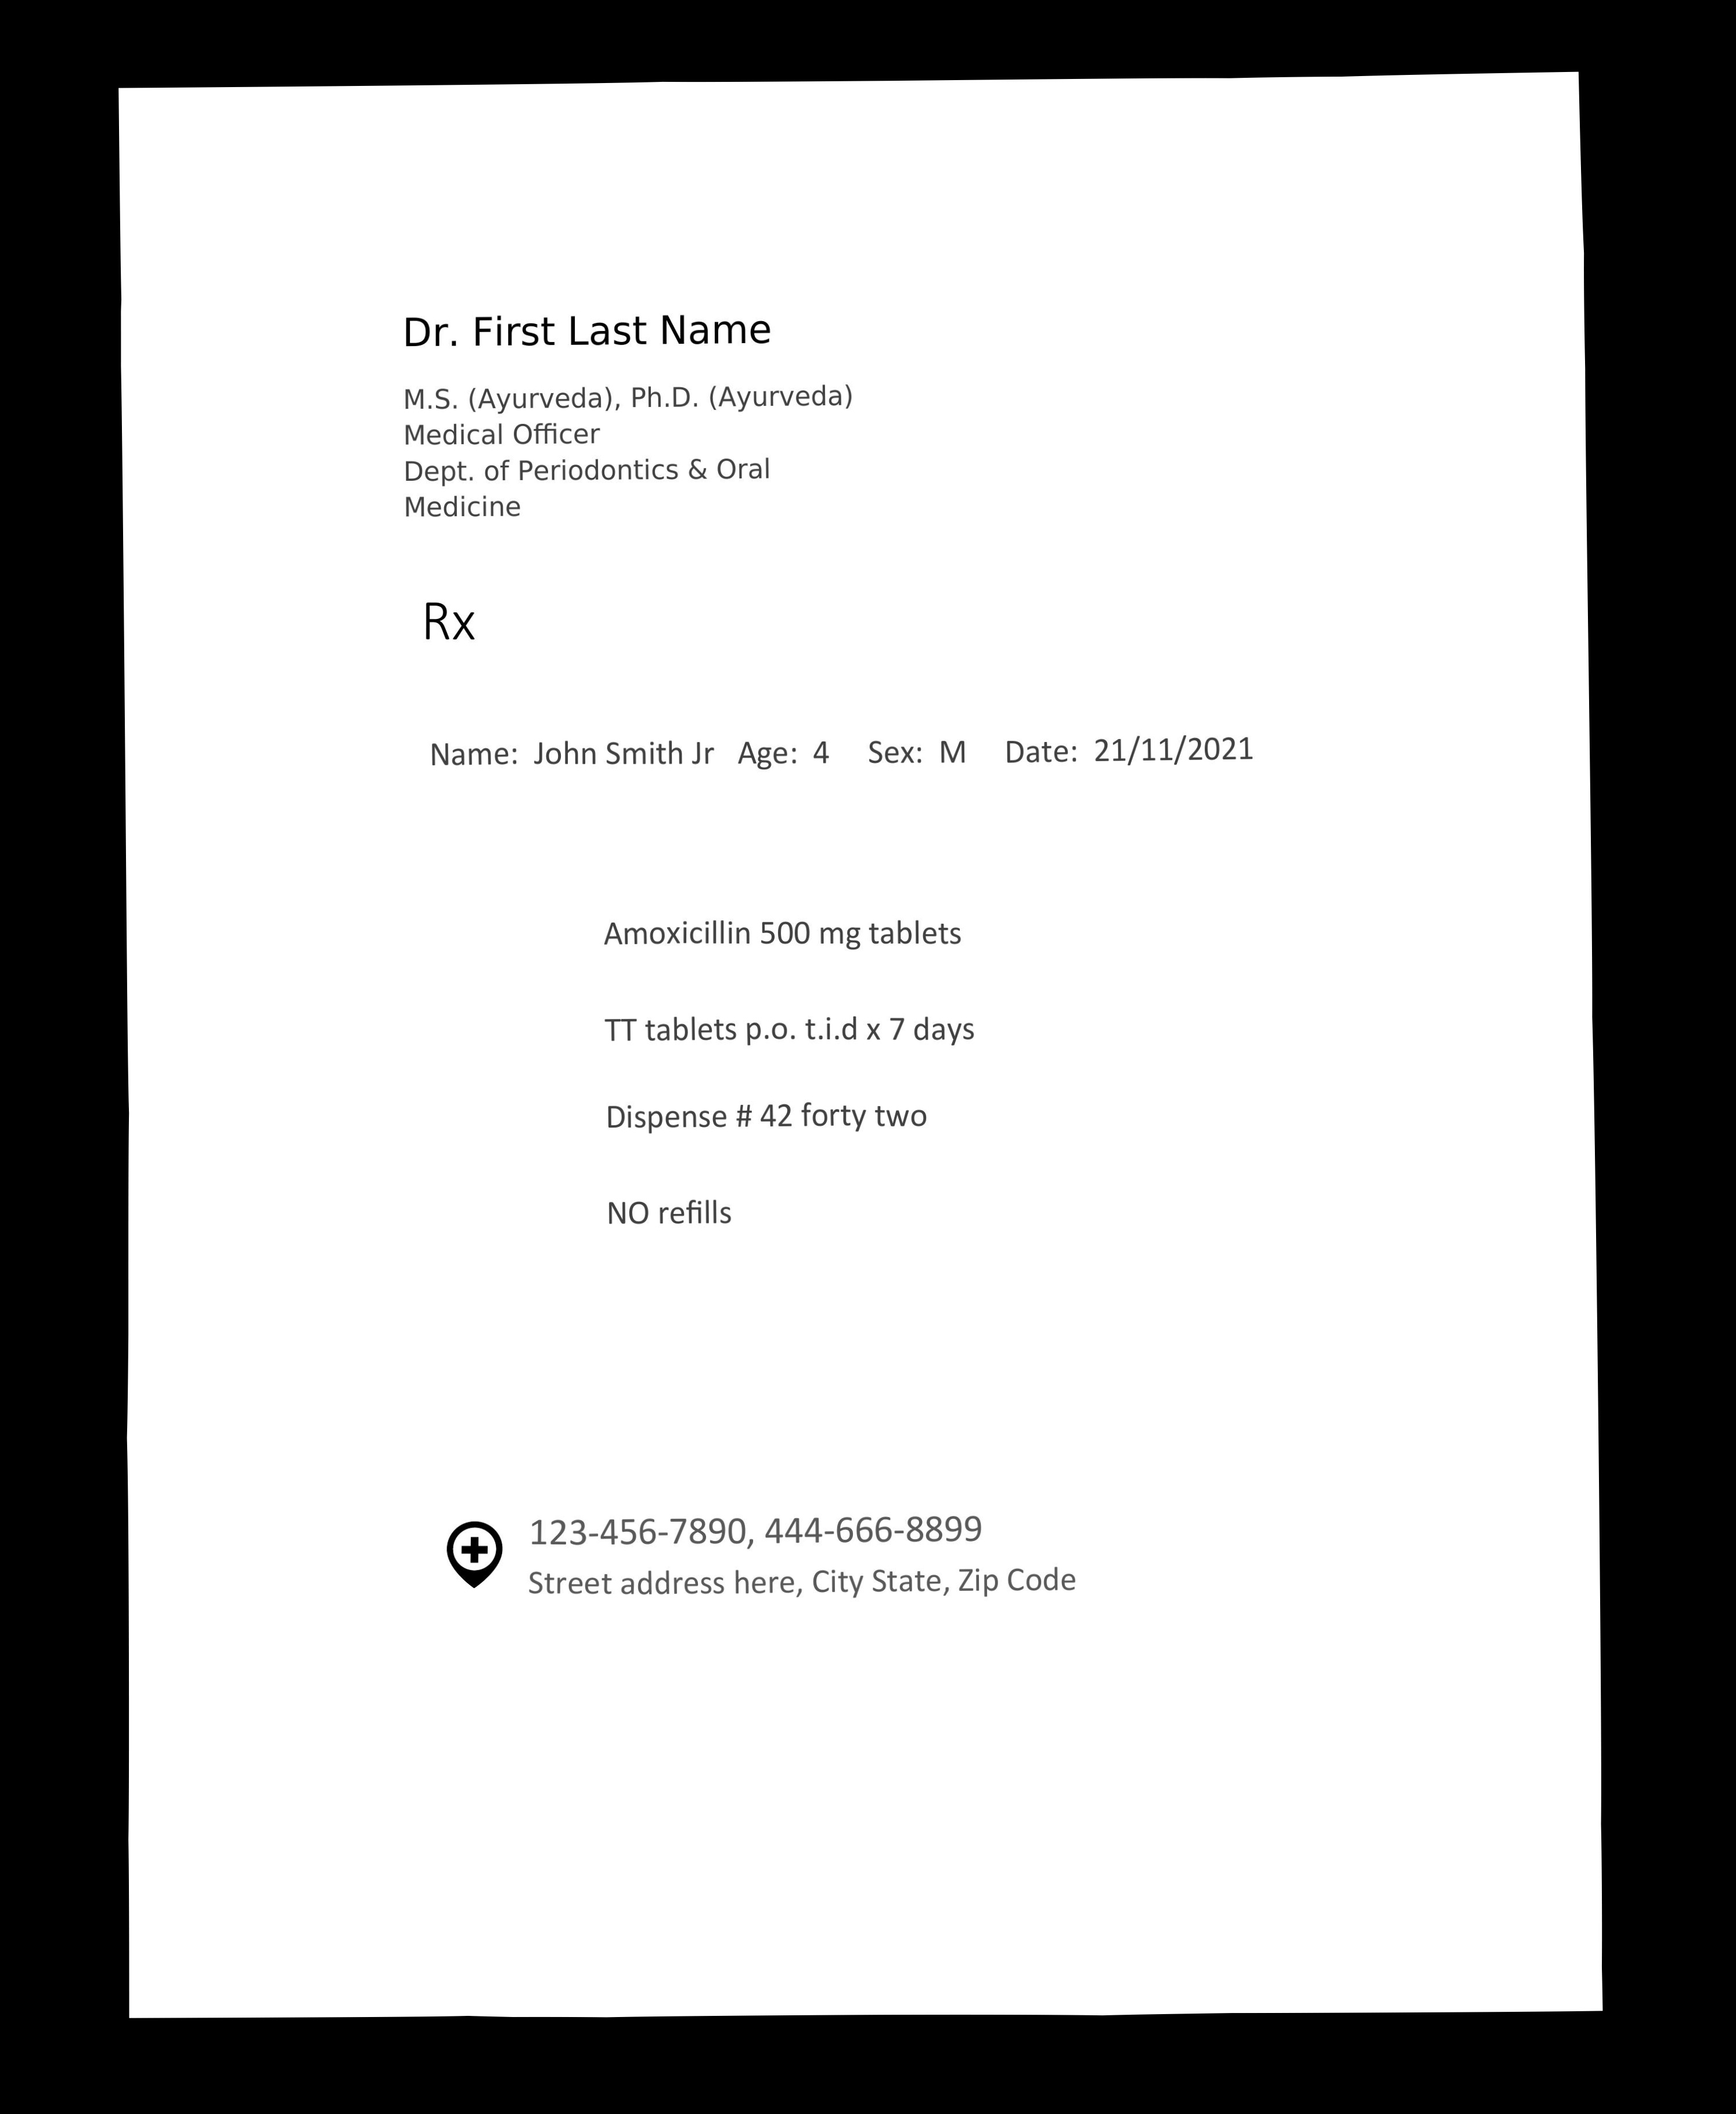 Dr. First Last Name
M.S. (Ayurveda), Ph.D. (Ayurveda)
Medical Officer
Dept. of Periodontics & Oral
Medicine
Rx
Name: John Smith Jr Age: 4 Sex: M Date: 21/11/2021
Amoxicillin 500 mg tablets
TT tablets p.o. t.i.d x 7 days
Dispense # 42 forty two
NO refills
123-456-7890, 444-666-8899
Street address here, City State, Zip Code